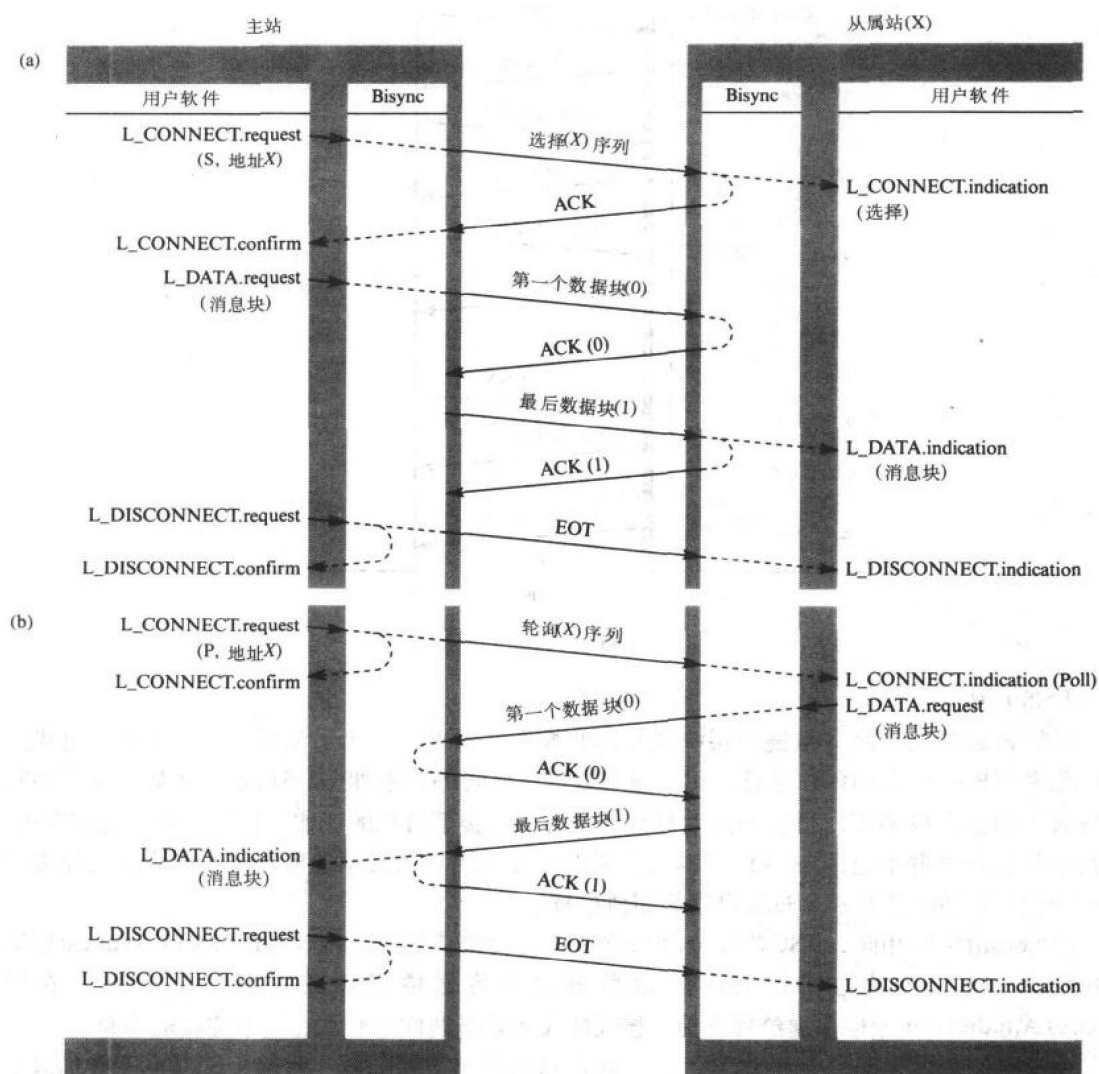 主站 从属站(X)
(a)
用户软件 Bisync Bisync 用户软件
L_CONNECT.request
(S, 地址X)
选择(X) 序列
L_CONNECT.indication
(选择)
ACK
L_CONNECT.confirm
L_DATA.request
(消息块)
第一个数据块(0)
ACK (0)
最后数据块(1)
L_DATA.indication
(消息块)
ACK (1)
L_DISCONNECT.request
EOT
L_DISCONNECT.confirm
L_DISCONNECT.indication
(b)
L_CONNECT.request
(P, 地址X)
轮询(X) 序列
L_CONNECT.confirm
L_CONNECT.indication (Poll)
L_DATA.request
(消息块)
第一个数据块(0)
ACK (0)
最后数据块(1)
L_DATA.indication
(消息块)
ACK (1)
L_DISCONNECT.request
EOT
L_DISCONNECT.confirm
L_DISCONNECT.indication